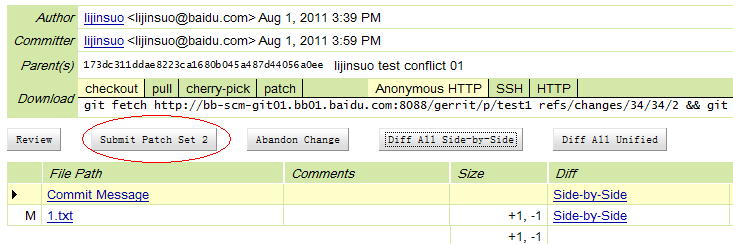 Author lijinsuo <lijinsuo@baidu.com> Aug 1, 2011 3:39 PM
Committer lijinsuo <lijinsuo@baidu.com> Aug 1, 2011 3:59 PM
Parent(s) 173dc311ddae8223ca1680b045a487d44056a0ee lijinsuo test conflict 01
Download checkout pull cherry-pick patch Anonymous HTTP SSH HTTP
git fetch http://bb-scm-git01.bb01.baidu.com:8088/gerrit/p/test1 refs/changes/34/34/2 && git
Review Submit Patch Set 2 Abandon Change Diff All Side-by-Side Diff All Unified
File Path Comments Size Diff
Commit Message Side-by-Side
M 1.txt +1, -1 Side-by-Side
+1, -1